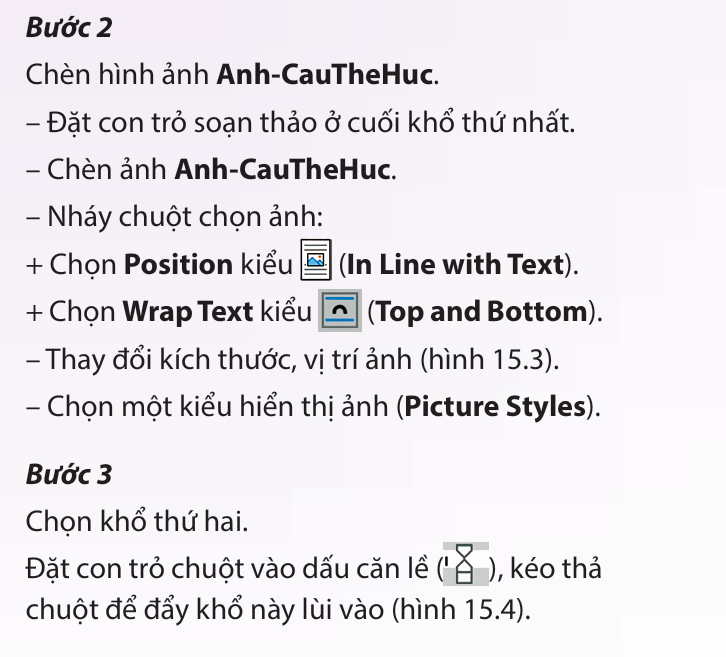 Bước 2
Chèn hình ảnh Anh-CauTheHuc.
– Đặt con trỏ soạn thảo ở cuối khổ thứ nhất.
– Chèn ảnh Anh-CauTheHuc.
– Nháy chuột chọn ảnh:
+ Chọn Position kiểu (In Line with Text).
+ Chọn Wrap Text kiểu (Top and Bottom).
– Thay đổi kích thước, vị trí ảnh (hình 15.3).
– Chọn một kiểu hiển thị ảnh (Picture Styles).
Bước 3
Chọn khổ thứ hai.
Đặt con trỏ chuột vào dấu căn lề (), kéo thả
chuột để đẩy khổ này lùi vào (hình 15.4).